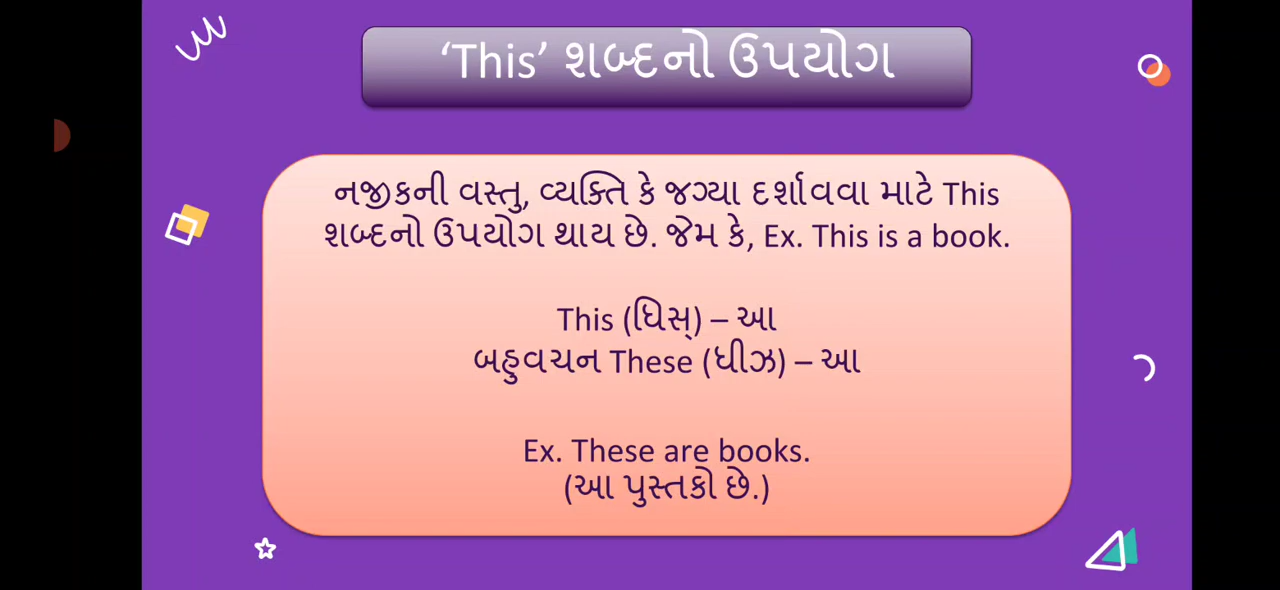 ‘This’ શબ્દનો ઉપયોગ
નજીકની વસ્તુ, વ્યક્તિ કે જગ્યા દર્શાવવા માટે This
શબ્દનો ઉપયોગ થાય છે. જેમ કે, Ex. This is a book.
This (ધિસ્) – આ
બહુવચન These (ધીઝ) – આ
Ex. These are books.
(આ પુસ્તકો છે.)